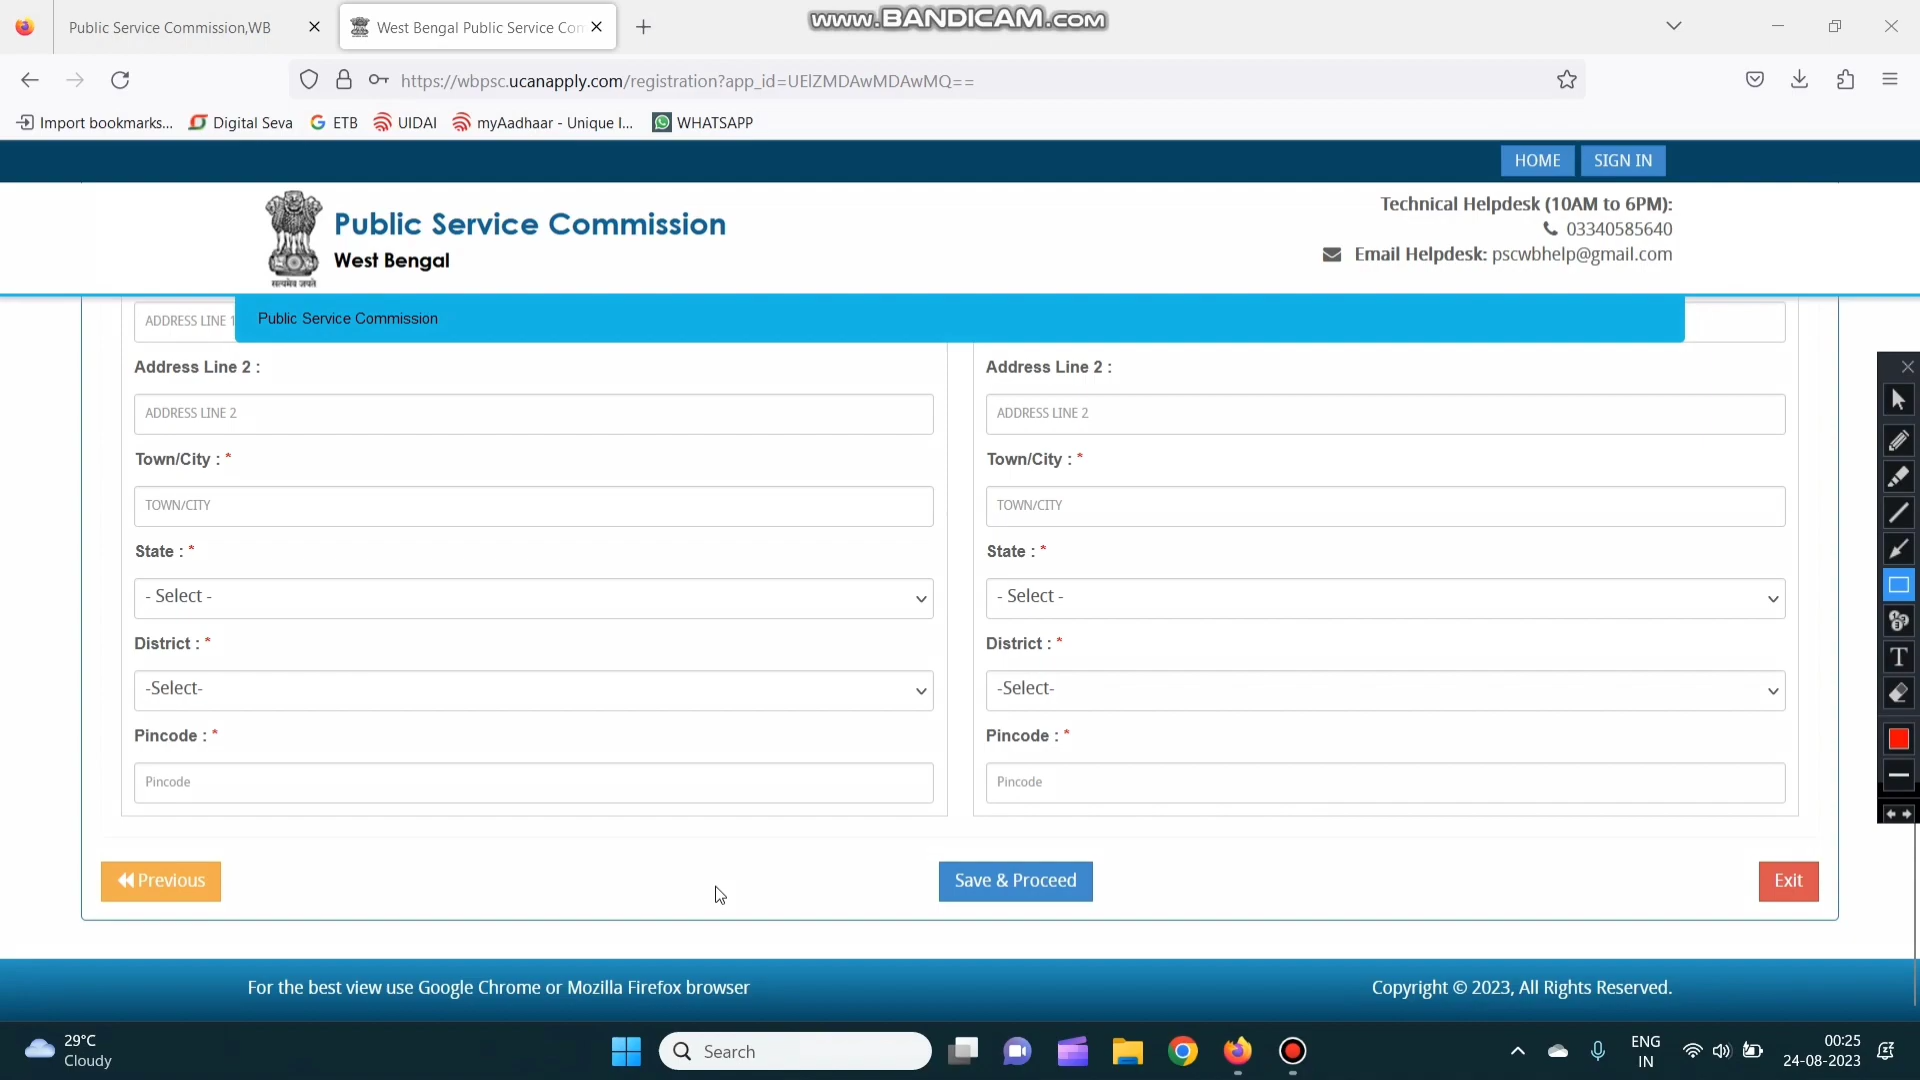 Public Service Commission,WB
West Bengal Public Service Com
www.BANDICAM.com
https://wbpsc.ucanapply.com/registration?app_id=UElZMDAwMDAwMQ==
Import bookmarks...
Digital Seva
ETB
UIDAI
myAadhaar - Unique I...
WHATSAPP
HOME
SIGN IN
Public Service Commission
West Bengal
सत्यमेव जयते
Technical Helpdesk (10AM to 6PM):
03340585640
Email Helpdesk: pscwbhelp@gmail.com
ADDRESS LINE 1
Public Service Commission
Address Line 2 :
Address Line 2 :
ADDRESS LINE 2
ADDRESS LINE 2
Town/City : *
Town/City : *
TOWN/CITY
TOWN/CITY
State : *
State : *
- Select -
- Select -
District : *
District : *
-Select-
-Select-
Pincode : *
Pincode : *
Pincode
Pincode
Previous
Save & Proceed
Exit
For the best view use Google Chrome or Mozilla Firefox browser
Copyright © 2023, All Rights Reserved.
29°C
Cloudy
Search
ENG
IN
00:25
24-08-2023